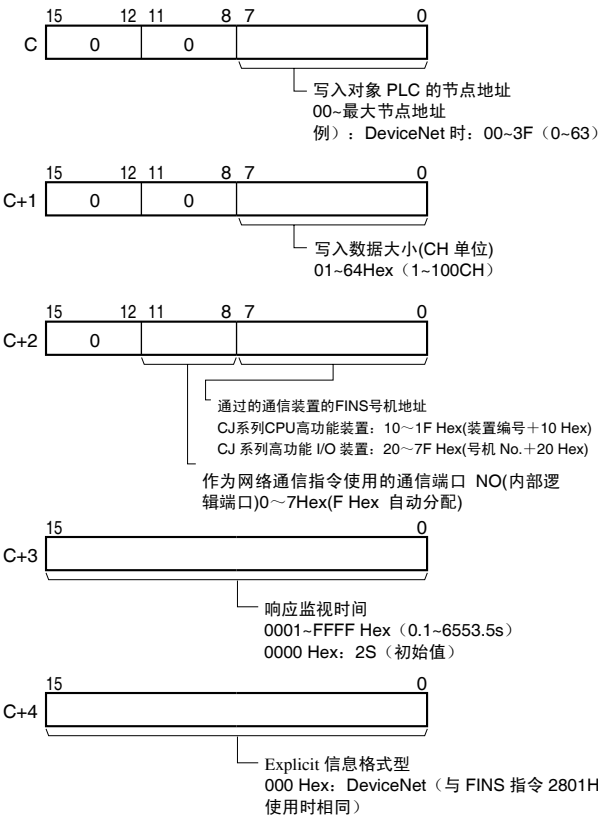 15 12 11 8 7 0
C 0 0
写入对象 PLC 的节点地址
00~最大节点地址
例）：DeviceNet 时：00~3F（0~63）
15 12 11 8 7 0
C+1 0 0
写入数据大小(CH 单位)
01~64Hex（1~100CH）
15 12 11 8 7 0
C+2 0
通过的通信装置的FINS号机地址
CJ系列CPU高功能装置：10～1F Hex(装置编号＋10 Hex)
CJ 系列高功能 I/O 装置：20～7F Hex(号机 No.＋20 Hex)
作为网络通信指令使用的通信端口 NO(内部逻
辑端口)0～7Hex(F Hex 自动分配)
15 0
C+3
响应监视时间
0001~FFFF Hex（0.1~6553.5s）
0000 Hex：2S（初始值）
15 0
C+4
Explicit 信息格式型
000 Hex：DeviceNet（与 FINS 指令 2801H
使用时相同）